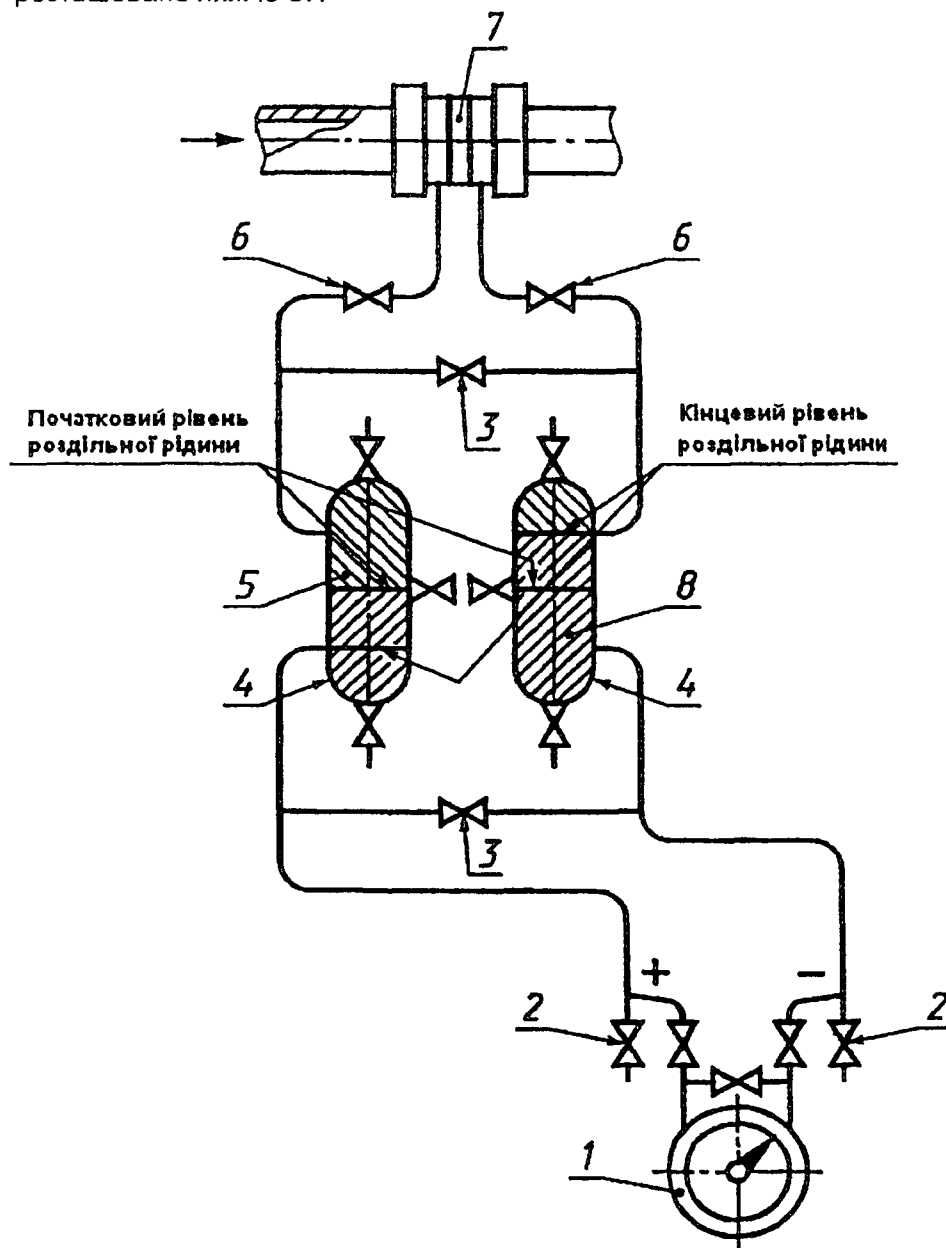 7
6 6
3
Початковий рівень
роздільної рідини
Кінцевий рівень
роздільної рідини
5 8
4 4
3
+ −
2 2
1